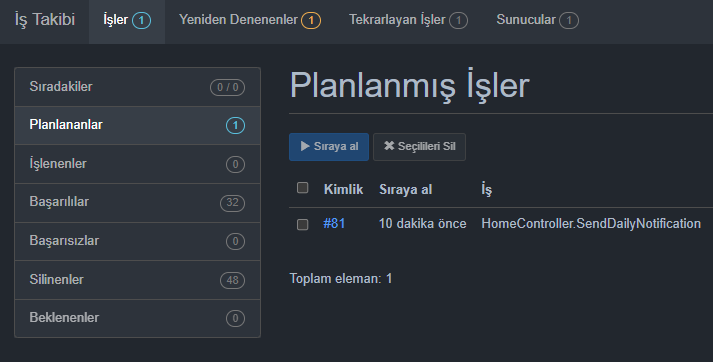 İş Takibi İşler 1 Yeniden Denenenler 1 Tekrarlayan İşler 1 Sunucular 1
Sıradakiler 0 / 0
Planlananlar 1
İşlenenler 0
Başarılılar 32
Başarısızlar 0
Silinenler 48
Beklenenler 0
Planlanmış İşler
Sıraya al Seçilileri Sil
Kimlik Sıraya al İş
#81 10 dakika önce HomeController.SendDailyNotification
Toplam eleman: 1